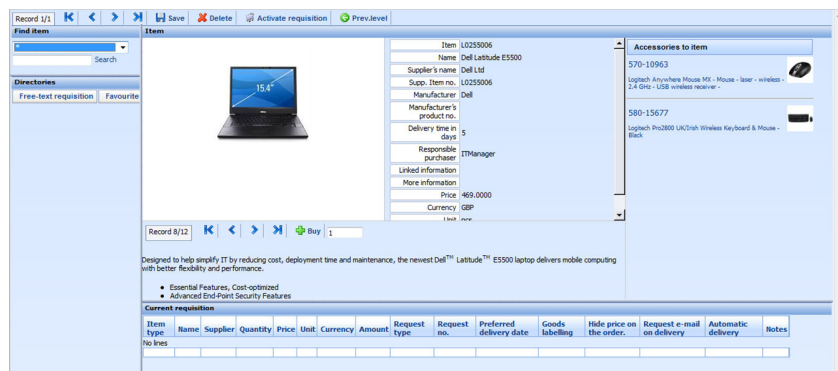 Record 1/1 Save Delete Activate requisition Prev.level
Find item
*
Search
Directories
Free-text requisition Favourite
Item
15.4"
Item L0255006
Name Dell Latitude E5500
Supplier's name Dell Ltd
Supp. Item no. L0255006
Manufacturer Dell
Manufacturer's
product no.
Delivery time in
days 5
Responsible
purchaser ITManager
Linked information
More information
Price 469.0000
Currency GBP
Unit pcs
Accessories to item
570-10963
Logitech Anywhere Mouse MX - Mouse - laser - wireless -
2.4 GHz - USB wireless receiver -
580-15677
Logitech Pro2800 UK/Irish Wireless Keyboard & Mouse -
Black
Record 8/12 Buy 1
Designed to help simplify IT by reducing cost, deployment time and maintenance, the newest Dell™ Latitude™ E5500 laptop delivers mobile computing
with better flexibility and performance.
• Essential Features, Cost-optimized
• Advanced End-Point Security Features
Current requisition
Item type Name Supplier Quantity Price Unit Currency Amount Request type Request no. Preferred delivery date Goods labelling Hide price on the order. Request e-mail on delivery Automatic delivery Notes
No lines